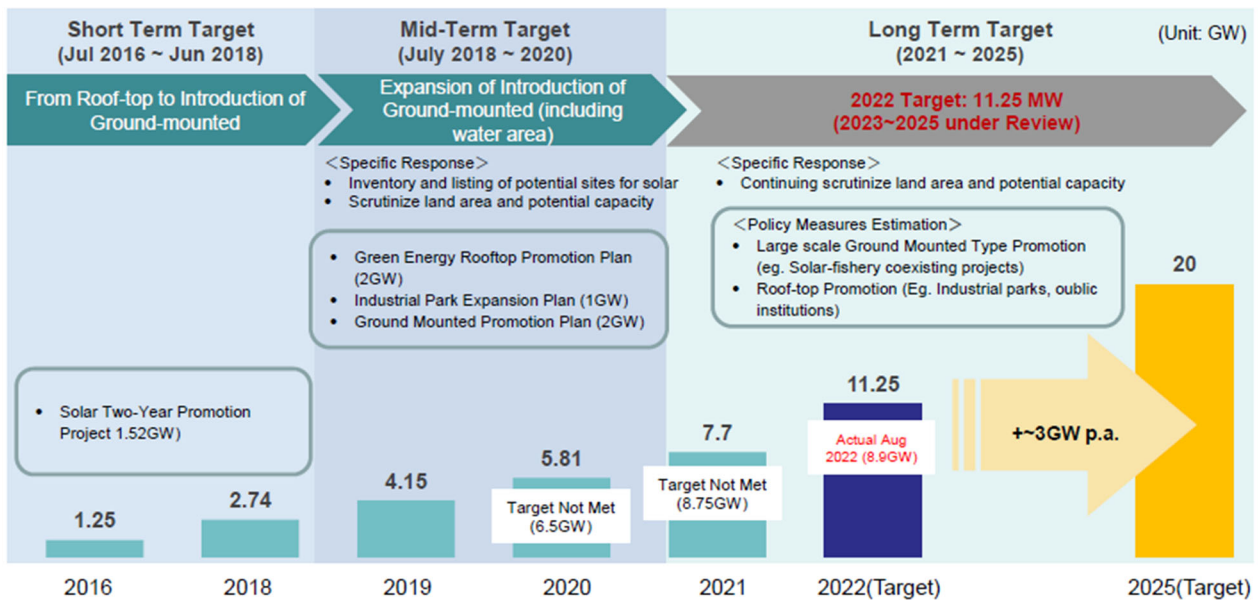 Short Term Target
(Jul 2016 ~ Jun 2018)
Mid-Term Target
(July 2018 ~ 2020)
Long Term Target
(2021 ~ 2025)
(Unit: GW)
From Roof-top to Introduction of
Ground-mounted
Expansion of Introduction of
Ground-mounted (including
water area)
2022 Target: 11.25 MW
(2023~2025 under Review)
<Specific Response>
• Inventory and listing of potential sites for solar
• Scrutinize land area and potential capacity
<Specific Response>
• Continuing scrutinize land area and potential capacity
• Green Energy Rooftop Promotion Plan
(2GW)
• Industrial Park Expansion Plan (1GW)
• Ground Mounted Promotion Plan (2GW)
<Policy Measures Estimation>
• Large scale Ground Mounted Type Promotion
(eg. Solar-fishery coexisting projects)
• Roof-top Promotion (Eg. Industrial parks, oublic
institutions)
• Solar Two-Year Promotion
Project 1.52GW)
1.25
2.74
4.15
5.81
Target Not Met
(6.5GW)
7.7
Target Not Met
(8.75GW)
11.25
Actual Aug
2022 (8.9GW)
+~3GW p.a.
20
2016
2018
2019
2020
2021
2022(Target)
2025(Target)